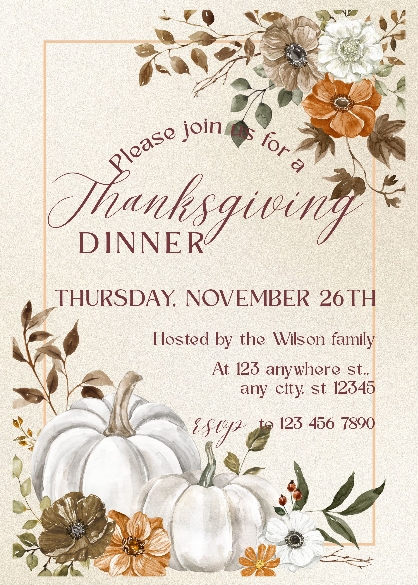 Please join us for a
Thanksgiving
DINNER
THURSDAY, NOVEMBER 26TH
Hosted by the Wilson family
At 123 anywhere st.,
any city, st 12345
rsvp to 123 456 7890